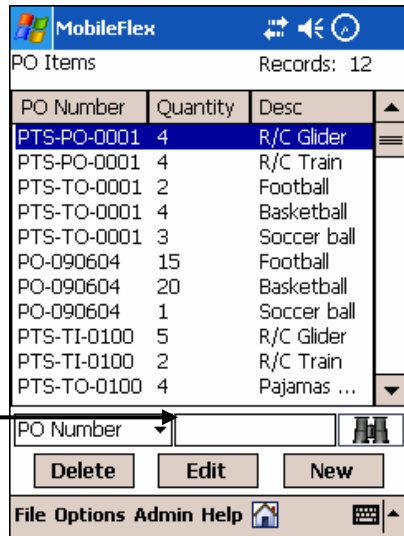 MobileFlex
PO Items Records: 12
PO Number Quantity Desc
PTS-PO-0001 4 R/C Glider
PTS-PO-0001 4 R/C Train
PTS-TO-0001 2 Football
PTS-TO-0001 4 Basketball
PTS-TO-0001 3 Soccer ball
PO-090604 15 Football
PO-090604 20 Basketball
PO-090604 1 Soccer ball
PTS-TI-0100 5 R/C Glider
PTS-TI-0100 2 R/C Train
PTS-TO-0100 4 Pajamas ...
PO Number
Delete Edit New
File Options Admin Help